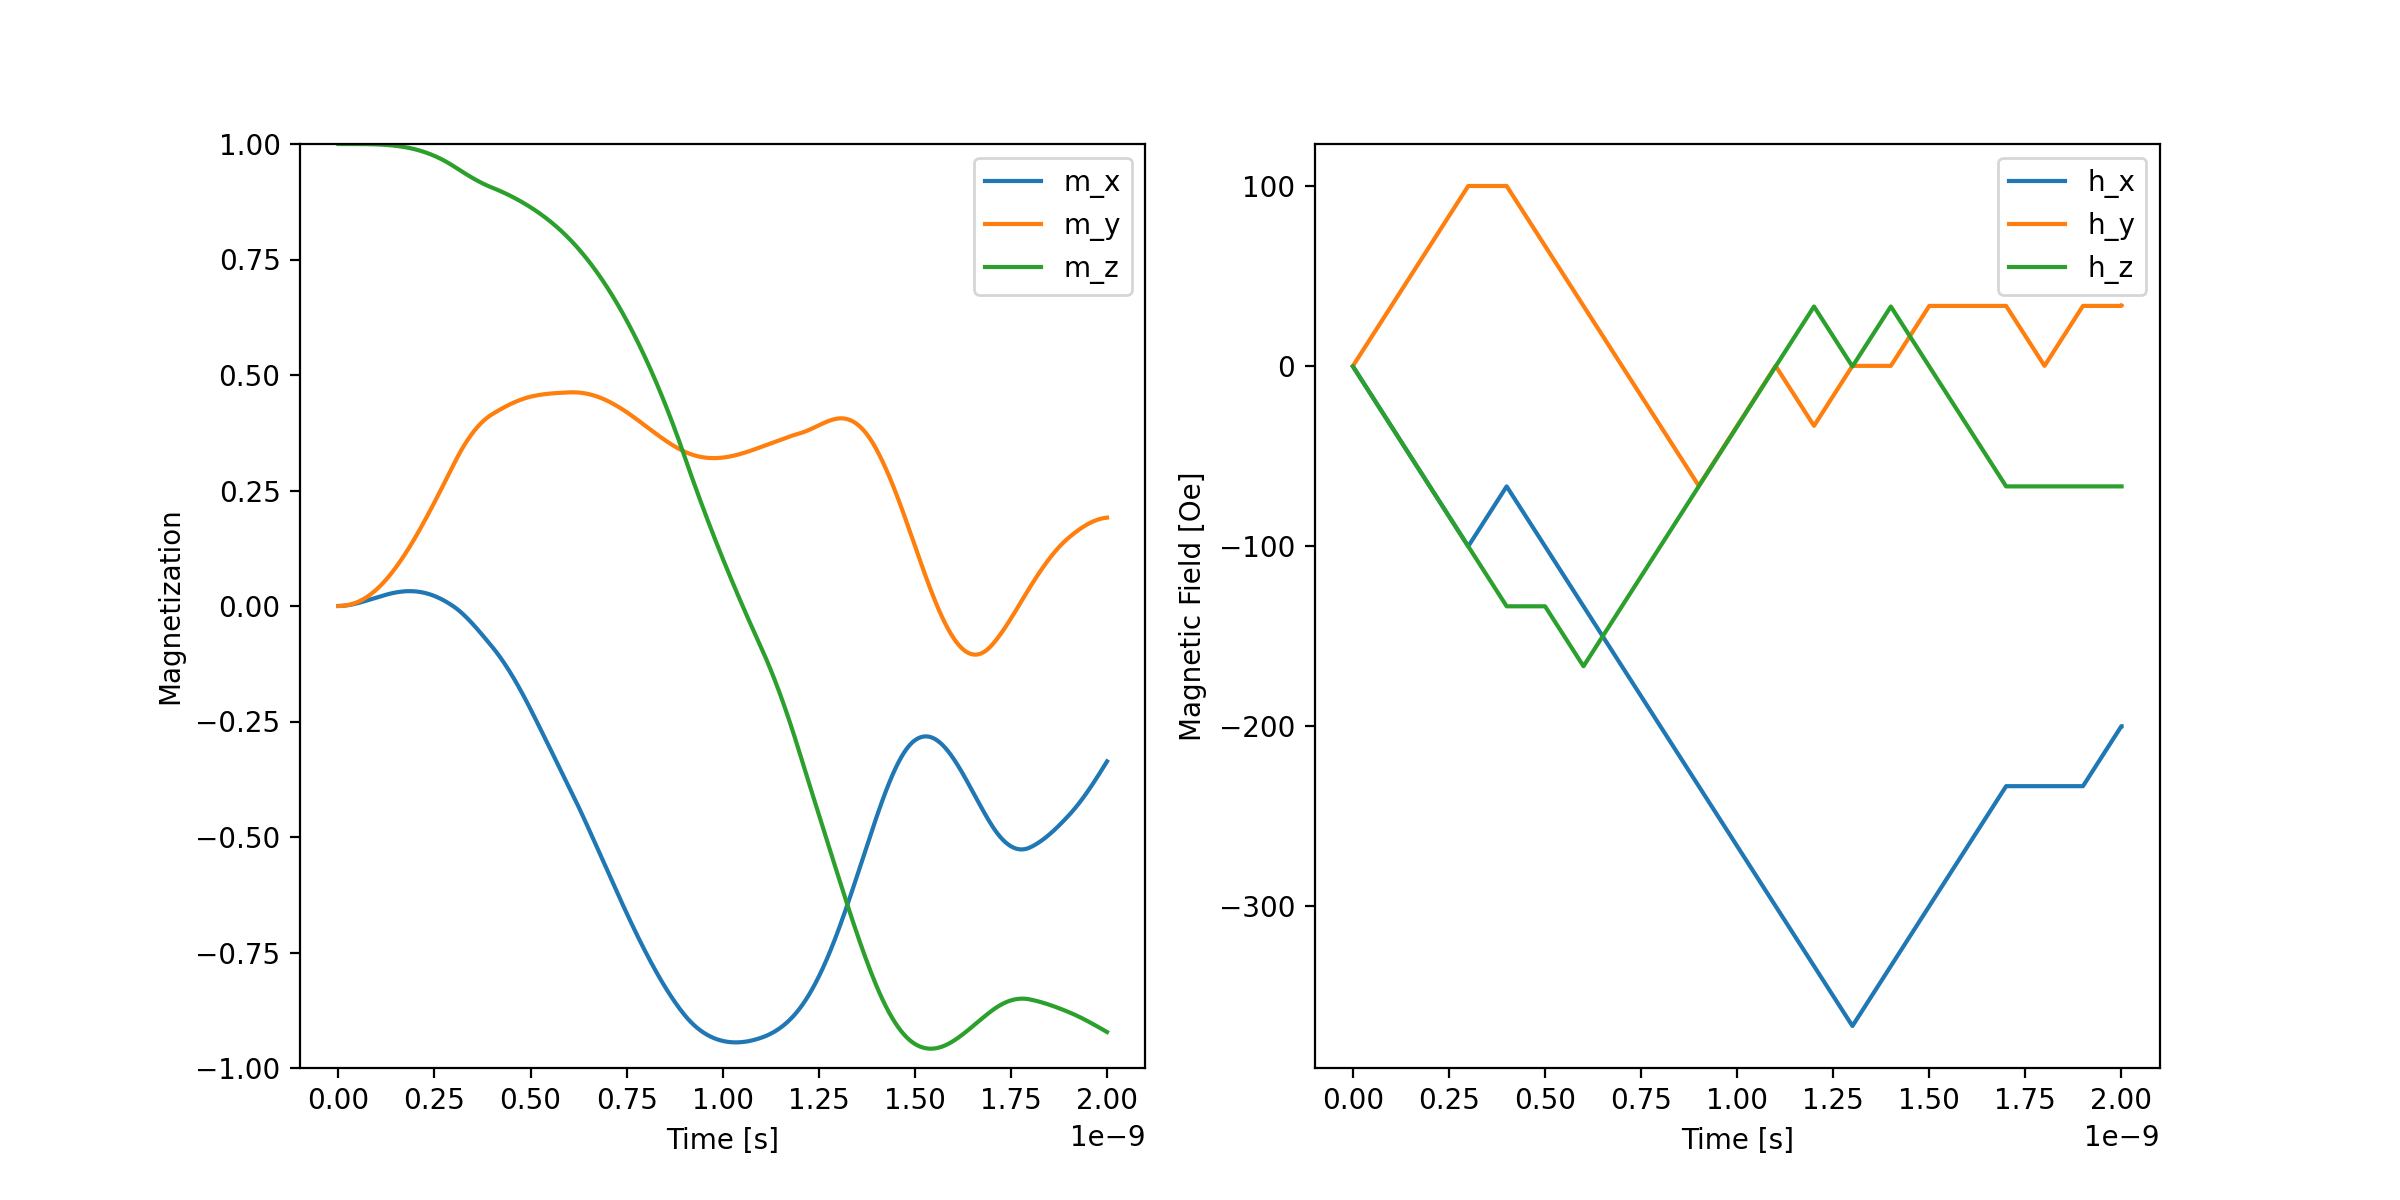 1.00
0.75
0.50
0.25
0.00
−0.25
−0.50
−0.75
−1.00
Magnetization
0.00 0.25 0.50 0.75 1.00 1.25 1.50 1.75 2.00
Time [s]
1e−9
m_x
m_y
m_z
100
0
−100
−200
−300
Magnetic Field [Oe]
0.00 0.25 0.50 0.75 1.00 1.25 1.50 1.75 2.00
Time [s]
1e−9
h_x
h_y
h_z